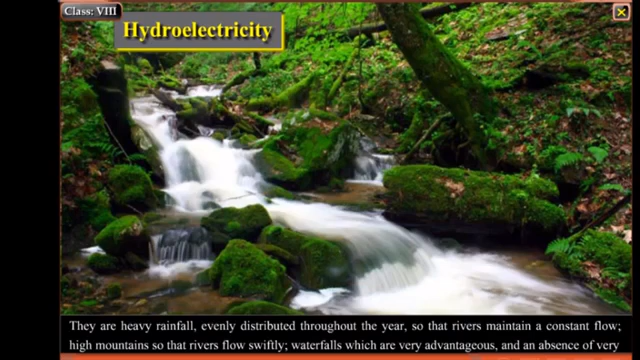 Class: VIII
Hydroelectricity
They are heavy rainfall, evenly distributed throughout the year, so that rivers maintain a constant flow;
high mountains so that rivers flow swiftly; waterfalls which are very advantageous, and an absence of very